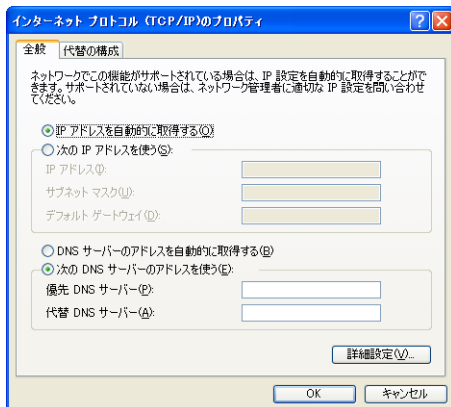 インターネット プロトコル (TCP/IP)のプロパティ
全般
代替の構成
ネットワークでこの機能がサポートされている場合は、IP 設定を自動的に取得することがで
きます。サポートされていない場合は、ネットワーク管理者に適切な IP 設定を問い合わせ
てください。
IP アドレスを自動的に取得する(O)
次の IP アドレスを使う(S):
IP アドレス(I):
サブネット マスク(U):
デフォルト ゲートウェイ(D):
DNS サーバーのアドレスを自動的に取得する(B)
次の DNS サーバーのアドレスを使う(E):
優先 DNS サーバー(P):
代替 DNS サーバー(A):
詳細設定(V)...
OK
キャンセル